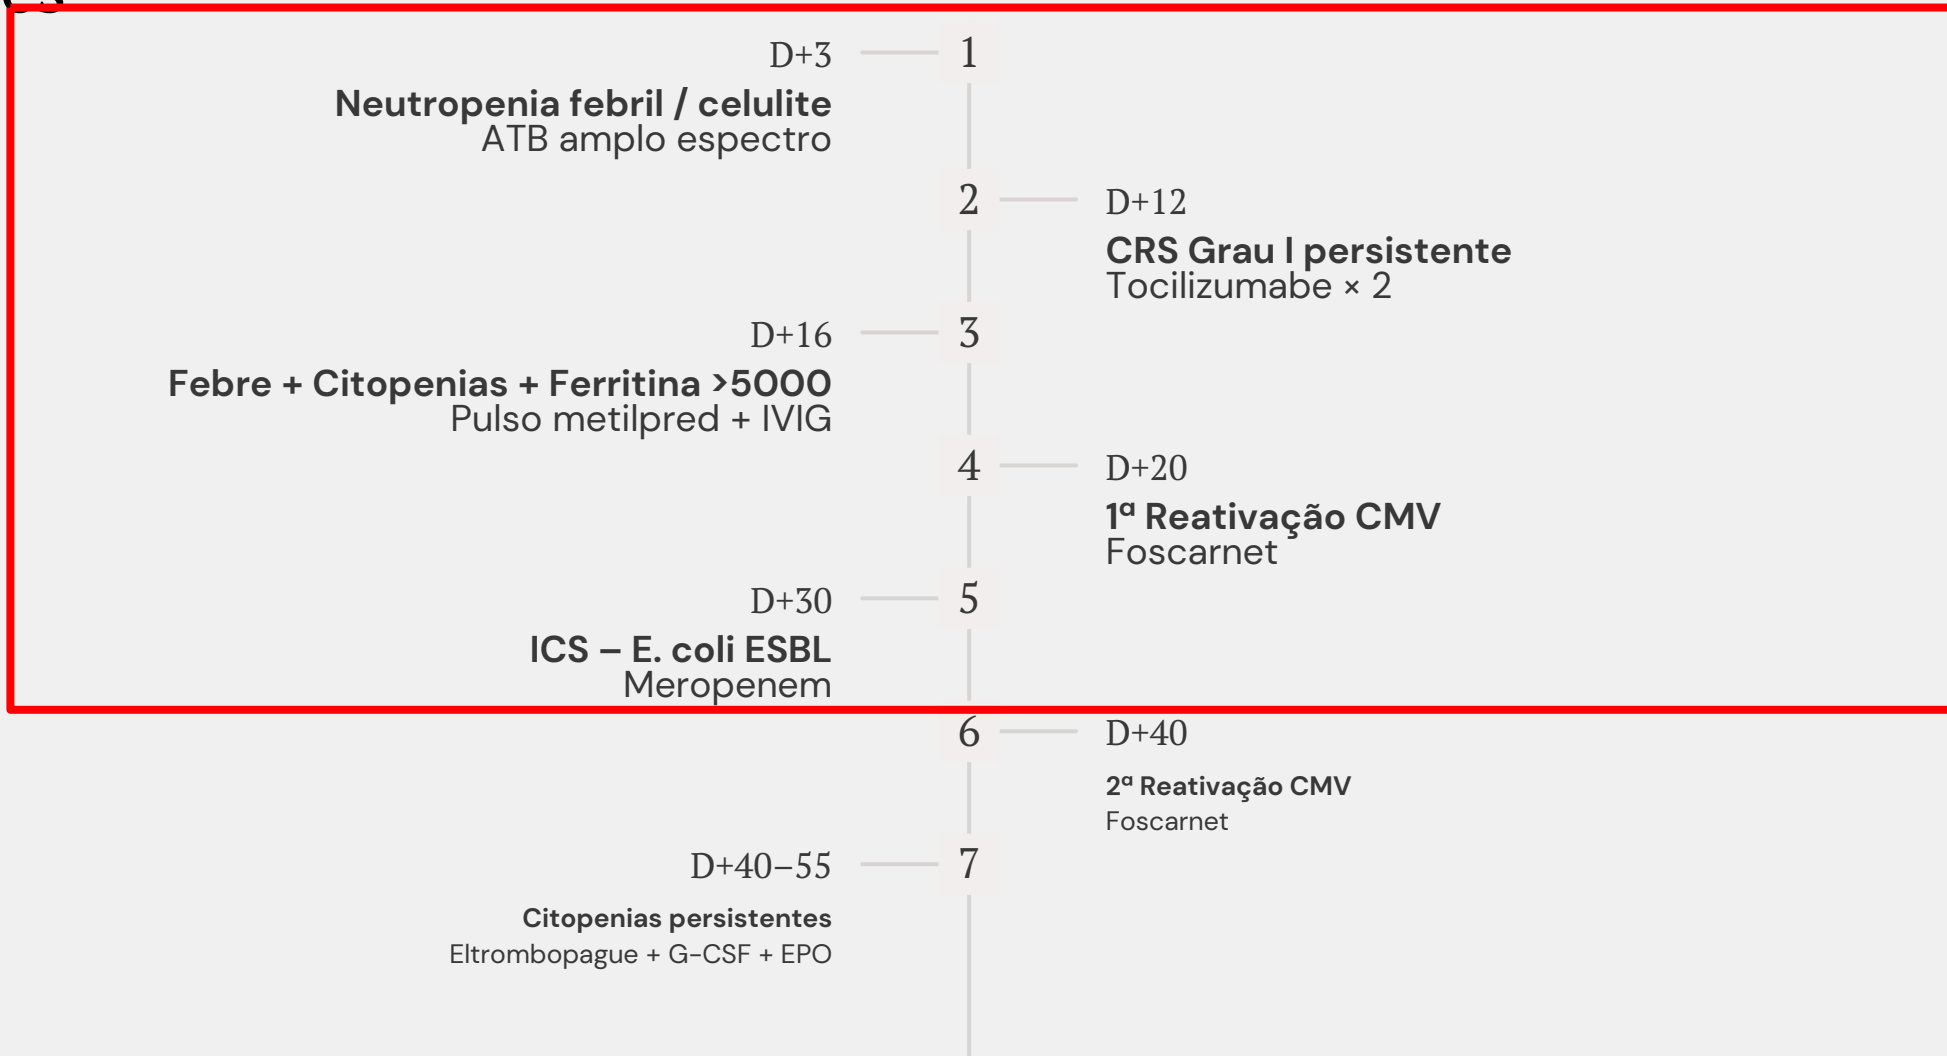 D+3
1
Neutropenia febril / celulite
ATB amplo espectro
2
D+12
CRS Grau I persistente
Tocilizumabe × 2
D+16
3
Febre + Citopenias + Ferritina >5000
Pulso metilpred + IVIG
4
D+20
1ª Reativação CMV
Foscarnet
D+30
5
ICS – E. coli ESBL
Meropenem
6
D+40
2ª Reativação CMV
Foscarnet
D+40–55
7
Citopenias persistentes
Eltrombopague + G-CSF + EPO